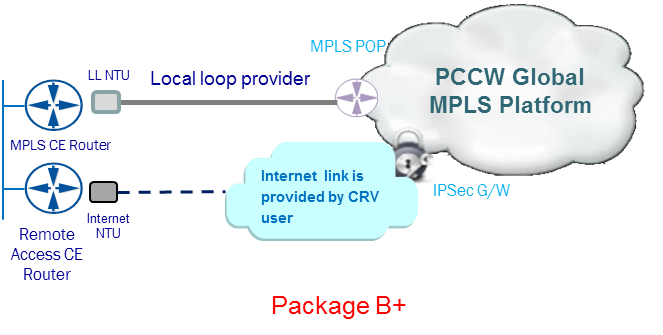 MPLS POP
LL NTU
Local loop provider
PCCW Global
MPLS Platform
MPLS CE Router
Internet link is
provided by CRV
user
IPSec G/W
Internet
NTU
Remote
Access CE
Router
Package B+